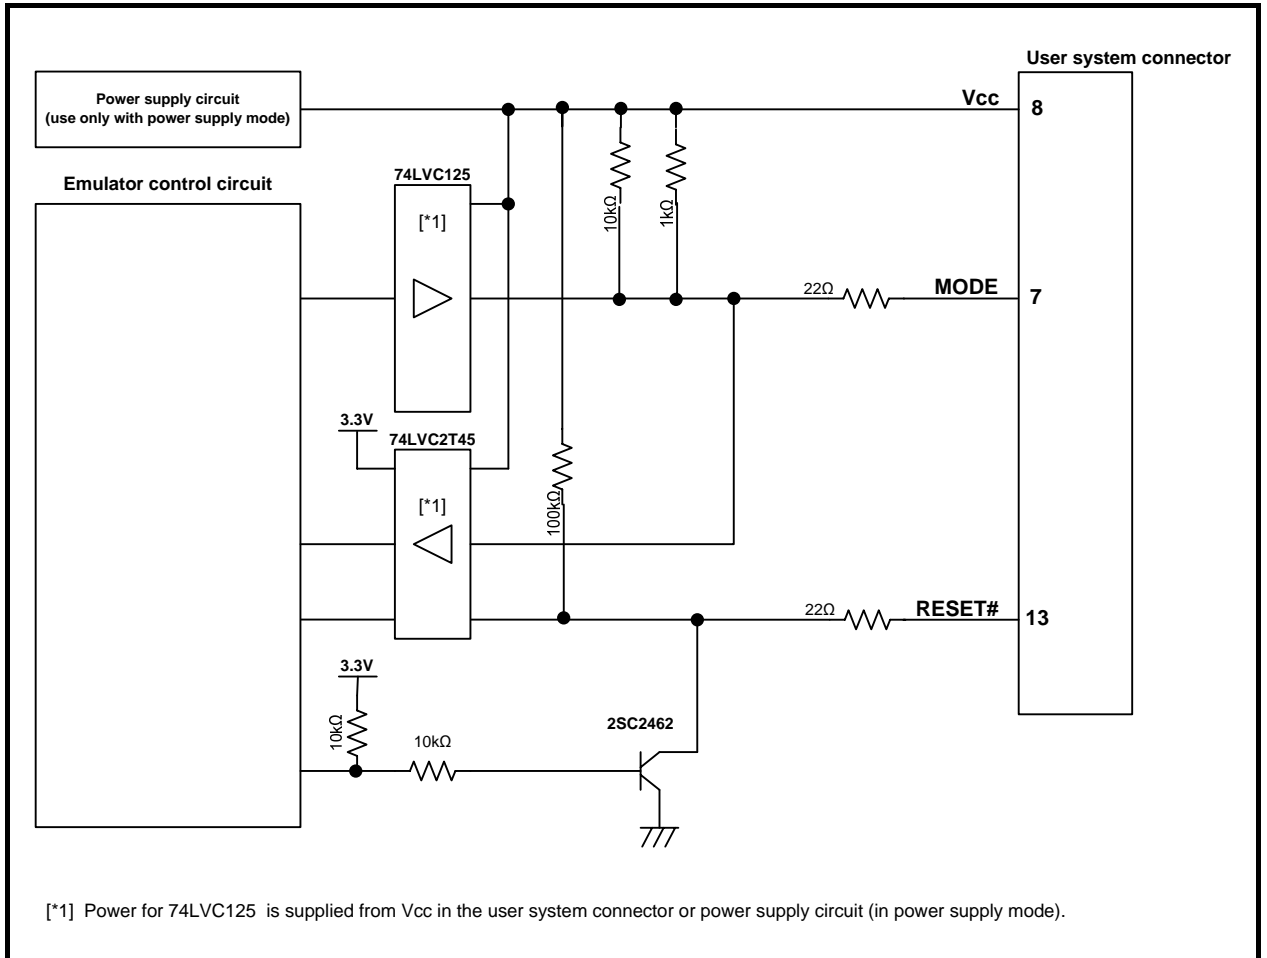 User system connector
Power supply circuit
(use only with power supply mode)
Vcc
8
Emulator control circuit
74LVC125
[*1]
10kΩ
1kΩ
22Ω
MODE
7
3.3V
74LVC2T45
[*1]
100kΩ
22Ω
RESET#
13
3.3V
10kΩ
10kΩ
2SC2462
[*1] Power for 74LVC125 is supplied from Vcc in the user system connector or power supply circuit (in power supply mode).